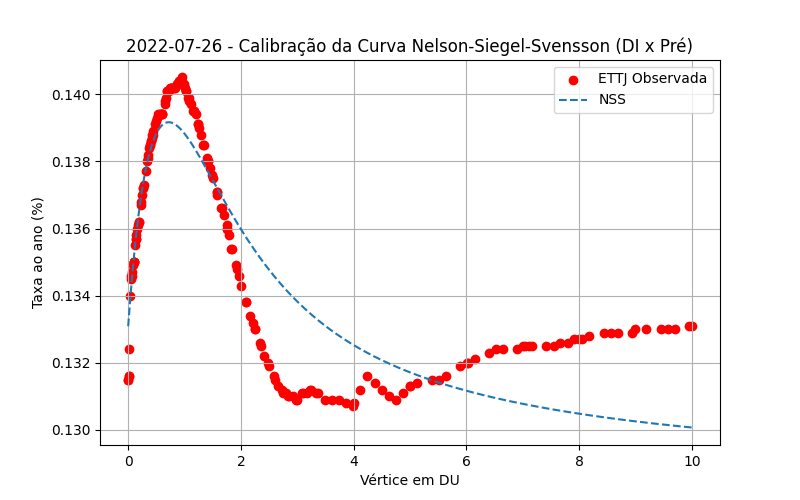 2022-07-26 - Calibração da Curva Nelson-Siegel-Svensson (DI x Pré)
ETTJ Observada
NSS
Taxa ao ano (%)
0.140
0.138
0.136
0.134
0.132
0.130
0
2
4
6
8
10
Vértice em DU